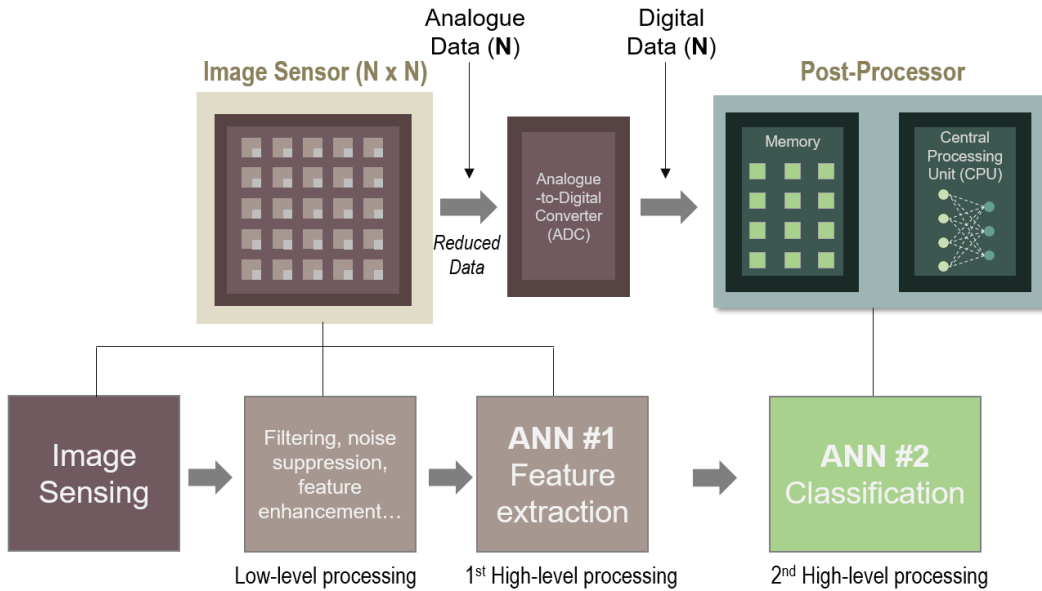 Analogue
Data (N)
Digital
Data (N)
Image Sensor (N x N)
Post-Processor
Reduced
Data
Analogue
-to-Digital
Converter
(ADC)
Memory
Central
Processing
Unit (CPU)
Image
Sensing
Filtering, noise
suppression,
feature
enhancement…
ANN #1
Feature
extraction
ANN #2
Classification
Low-level processing
1st High-level processing
2nd High-level processing